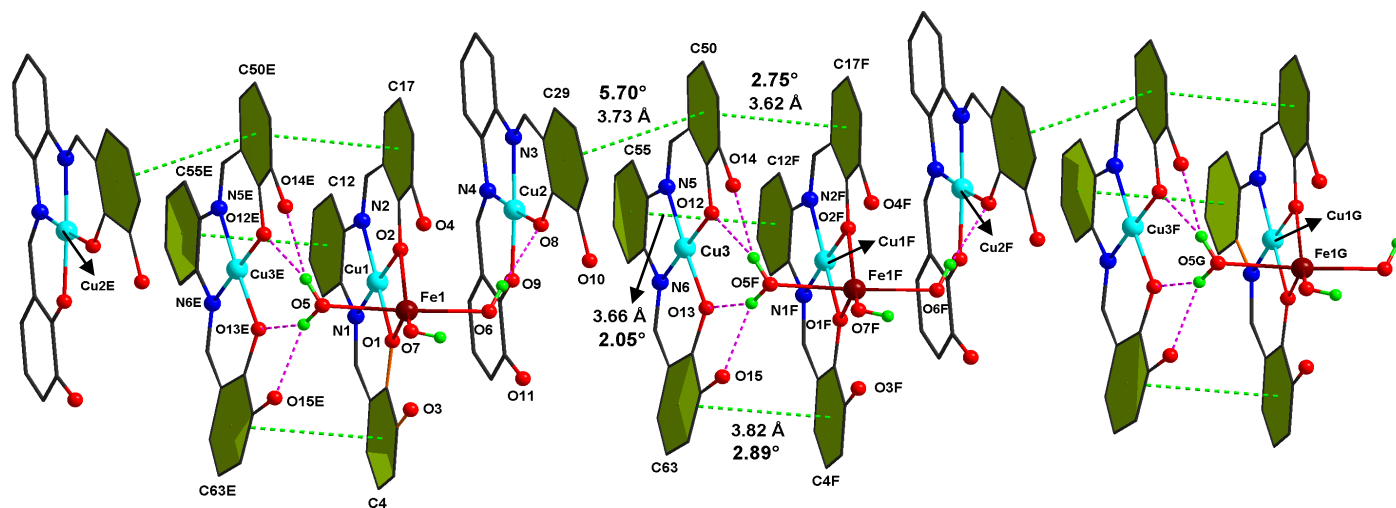 C50
C17F
C50E
C17
C29
5.70°
3.73 Å
2.75°
3.62 Å
C55E
N5E
O14E
O12E
C12
N2
O2
O4
N3
N4
Cu2
O8
C55
N5
O12
O14
C12F
N2F
O2F
O4F
Cu1F
Cu2F
Cu3F
Cu1G
Cu2E
Cu3E
Cu1
O9
O10
Cu3
O5F
Fe1F
O5G
Fe1G
N6E
O5
Fe1
O6
N6
O6F
O13E
N1
O1
O7
3.66 Å
2.05°
O13
N1F
O1F
O7F
O15E
O3
O11
O15
O3F
C63E
C4
C63
3.82 Å
2.89°
C4F